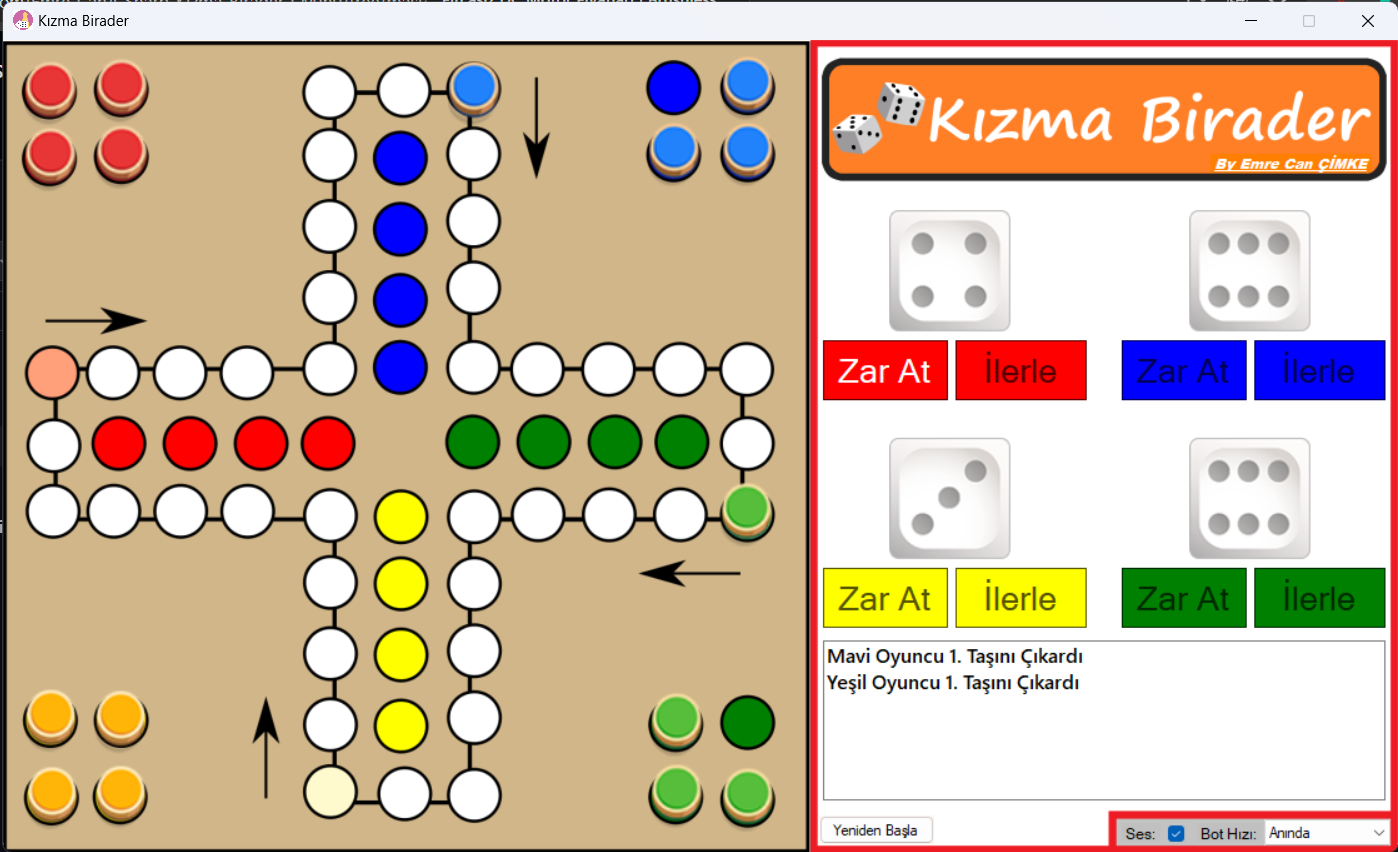 Kızma Birader
Kızma Birader
By Emre Can ÇİMKE
Zar At
İlerle
Zar At
İlerle
Zar At
İlerle
Zar At
İlerle
Mavi Oyuncu 1. Taşını Çıkardı
Yeşil Oyuncu 1. Taşını Çıkardı
Yeniden Başla
Ses:
Bot Hızı:
Anında